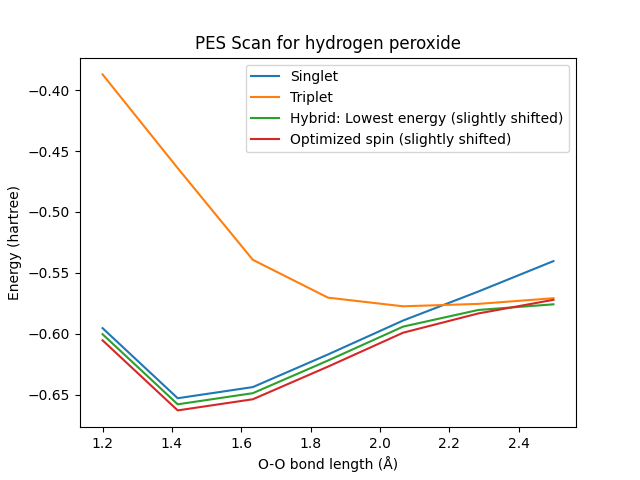 PES Scan for hydrogen peroxide
Singlet
Triplet
Hybrid: Lowest energy (slightly shifted)
Optimized spin (slightly shifted)
Energy (hartree)
−0.40
−0.45
−0.50
−0.55
−0.60
−0.65
1.2
1.4
1.6
1.8
2.0
2.2
2.4
O-O bond length (Å)